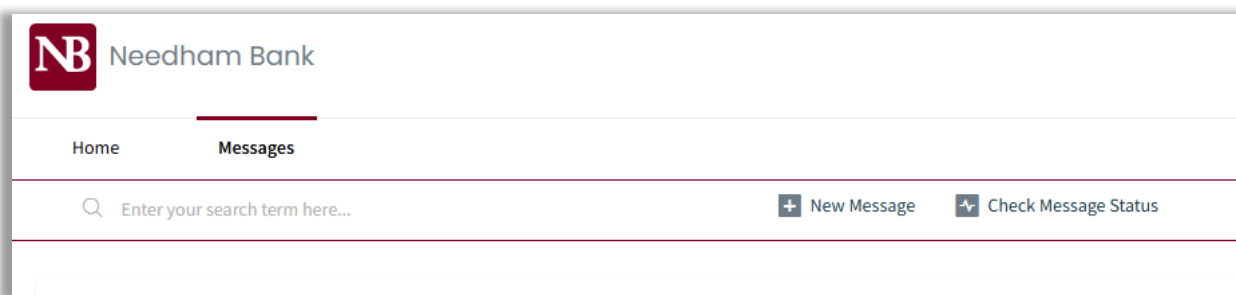 NB Needham Bank
Home Messages
Enter your search term here... New Message Check Message Status